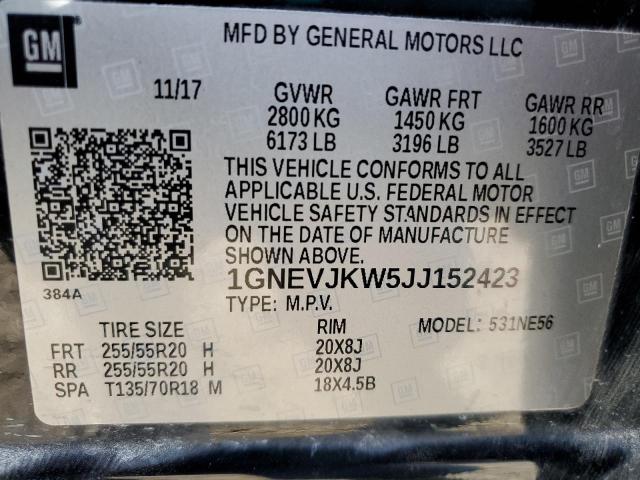 GM
MFD BY GENERAL MOTORS LLC
11/17
GVWR GAWR FRT GAWR RR
2800 KG 1450 KG 1600 KG
6173 LB 3196 LB 3527 LB
THIS VEHICLE CONFORMS TO ALL
APPLICABLE U.S. FEDERAL MOTOR
VEHICLE SAFETY STANDARDS IN EFFECT
ON THE DATE OF MANUFACTURE
SHOWN ABOVE.
384A
1GNEVJKW5JJ152423
TYPE: M.P.V. MODEL: 531NE56
TIRE SIZE RIM
FRT 255/55R20 H 20X8J
RR 255/55R20 H 20X8J
SPA T135/70R18 M 18X4.5B